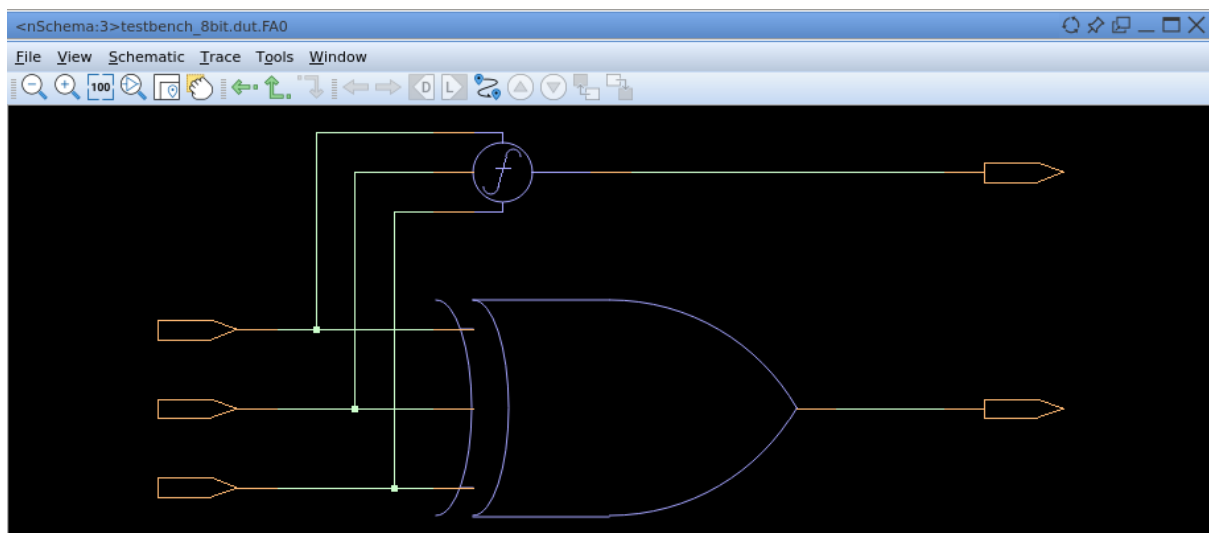 <nSchema:3>testbench_8bit.dut.FA0
File View Schematic Trace Tools Window
100 D L
f